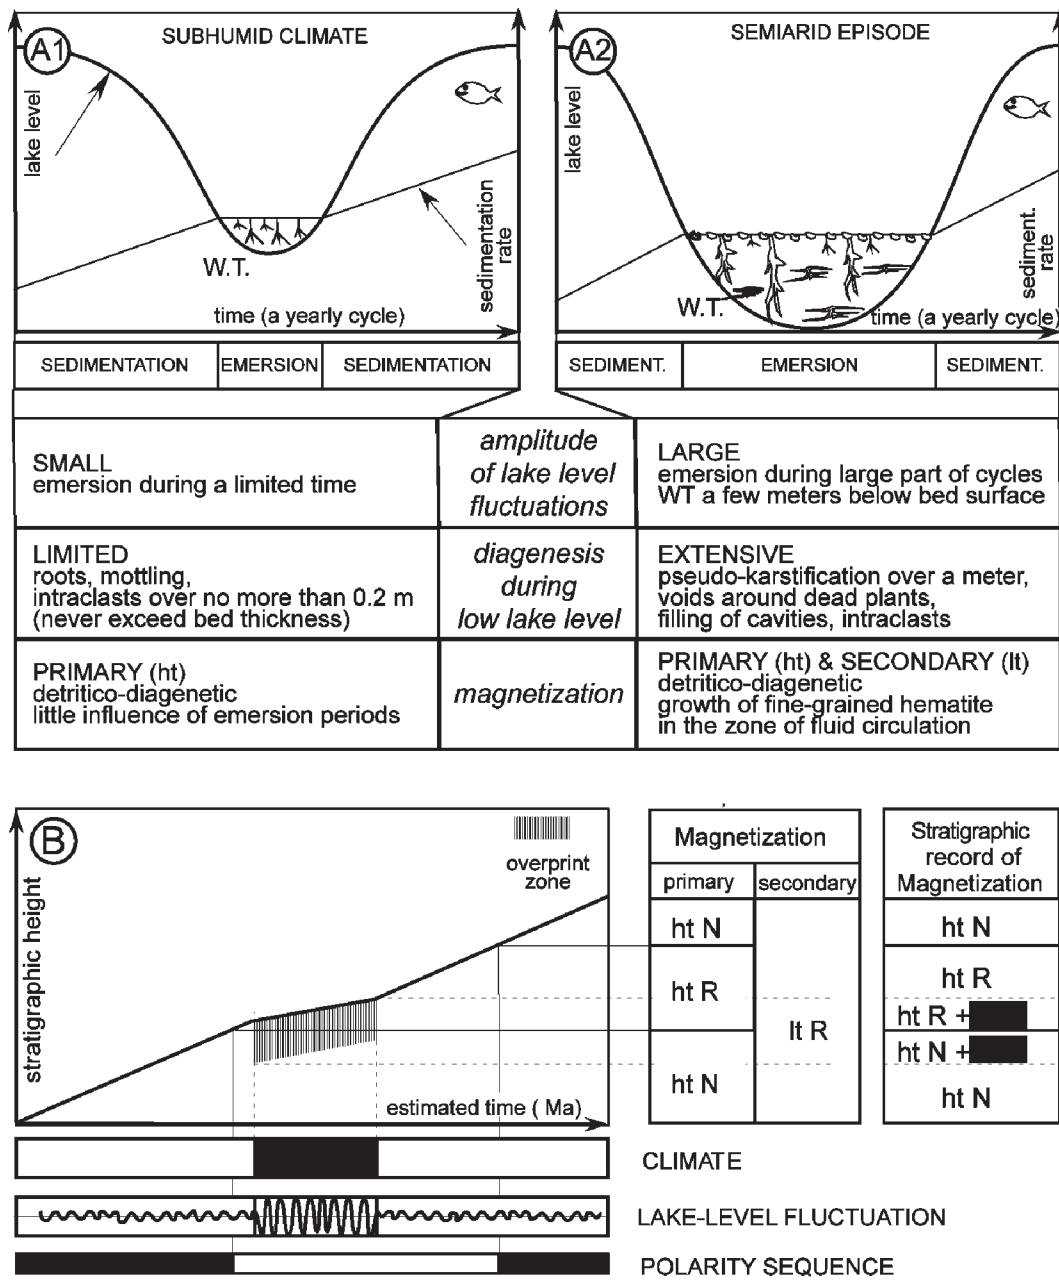 A1
SUBHUMID CLIMATE
lake level
sedimentation
rate
W.T.
time (a yearly cycle)
SEDIMENTATION
EMERSION
SEDIMENTATION
A2
SEMIARID EPISODE
lake level
sediment.
rate
W.T.
time (a yearly cycle)
SEDIMENT.
EMERSION
SEDIMENT.
SMALL
emersion during a limited time
amplitude
of lake level
fluctuations
LARGE
emersion during large part of cycles
WT a few meters below bed surface
LIMITED
roots, mottling,
intraclasts over no more than 0.2 m
(never exceed bed thickness)
diagenesis
during
low lake level
EXTENSIVE
pseudo-karstification over a meter,
voids around dead plants,
filling of cavities, intraclasts
PRIMARY (ht)
detritico-diagenetic
little influence of emersion periods
magnetization
PRIMARY (ht) & SECONDARY (lt)
detritico-diagenetic
growth of fine-grained hematite
in the zone of fluid circulation
B
stratigraphic height
overprint
zone
estimated time ( Ma)
Magnetization
primary
secondary
ht N
ht R
ht N
lt R
Stratigraphic
record of
Magnetization
ht N
ht R
ht R +
ht N +
ht N
CLIMATE
LAKE-LEVEL FLUCTUATION
POLARITY SEQUENCE